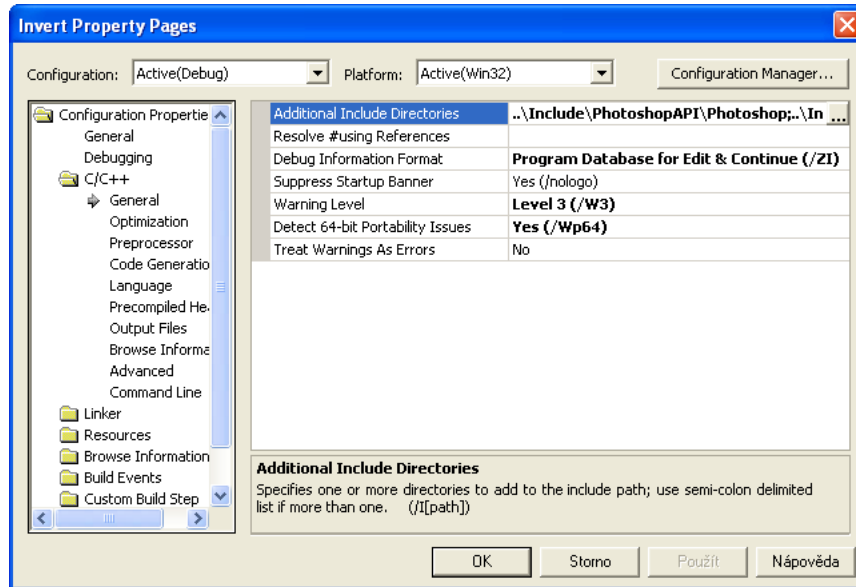 Invert Property Pages
Configuration: Active(Debug) Platform: Active(Win32) Configuration Manager...
Configuration Propertie
General
Debugging
C/C++
General
Optimization
Preprocessor
Code Generatio
Language
Precompiled He
Output Files
Browse Informa
Advanced
Command Line
Linker
Resources
Browse Information
Build Events
Custom Build Step
Additional Include Directories ..\Include\PhotoshopAPI\Photoshop;..\In ...
Resolve #using References
Debug Information Format Program Database for Edit & Continue (/ZI)
Suppress Startup Banner Yes (/nologo)
Warning Level Level 3 (/W3)
Detect 64-bit Portability Issues Yes (/Wp64)
Treat Warnings As Errors No
Additional Include Directories
Specifies one or more directories to add to the include path; use semi-colon delimited
list if more than one. (/I[path])
OK Storno Použít Nápověda